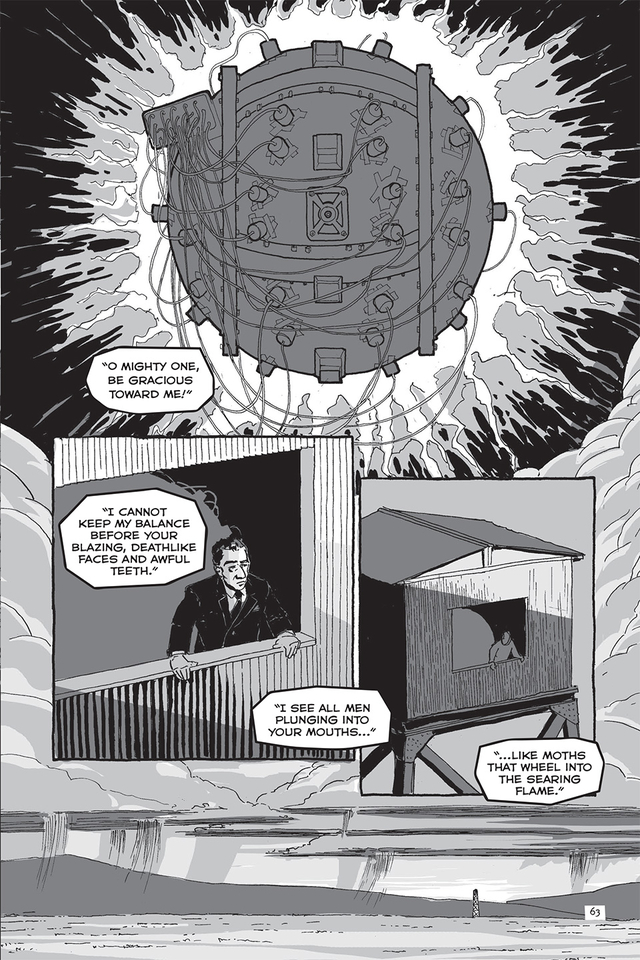 “O MIGHTY ONE,
BE GRACIOUS
TOWARD ME!”
“I CANNOT
KEEP MY BALANCE
BEFORE YOUR
BLAZING, DEATHLIKE
FACES AND AWFUL
TEETH.”
“I SEE ALL MEN
PLUNGING INTO
YOUR MOUTHS...”
“...LIKE MOTHS
THAT WHEEL INTO
THE SEARING
FLAME.”
63